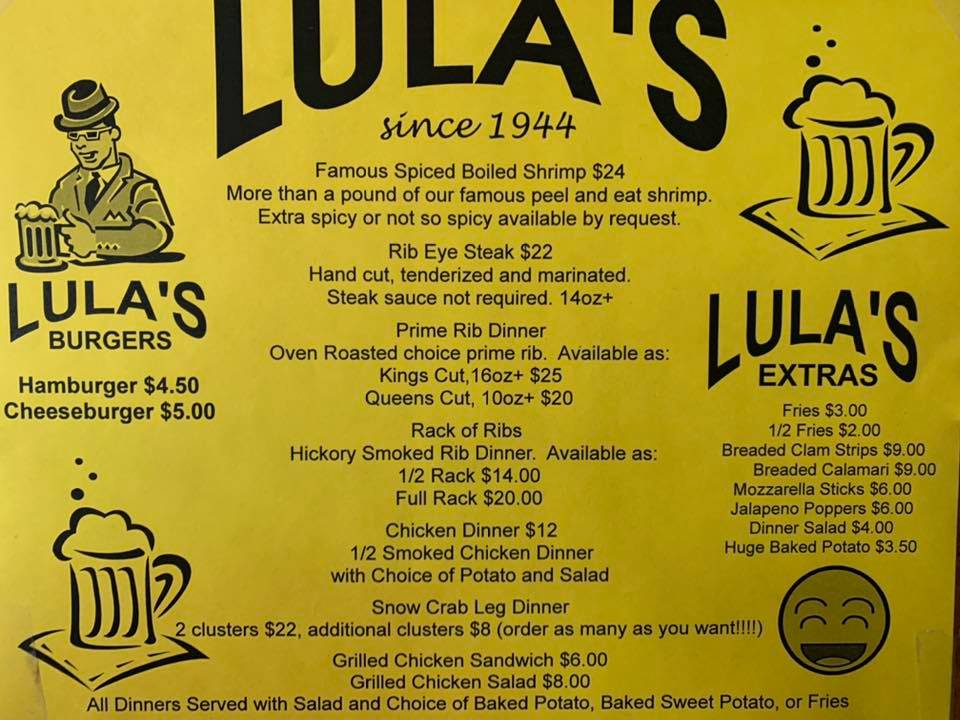 LULA'S
since 1944
Famous Spiced Boiled Shrimp $24
More than a pound of our famous peel and eat shrimp.
Extra spicy or not so spicy available by request.
Rib Eye Steak $22
Hand cut, tenderized and marinated.
Steak sauce not required. 14oz+
Prime Rib Dinner
Oven Roasted choice prime rib. Available as:
Kings Cut,16oz+ $25
Queens Cut, 10oz+ $20
Rack of Ribs
Hickory Smoked Rib Dinner. Available as:
1/2 Rack $14.00
Full Rack $20.00
Chicken Dinner $12
1/2 Smoked Chicken Dinner
with Choice of Potato and Salad
Snow Crab Leg Dinner
2 clusters $22, additional clusters $8 (order as many as you want!!!!)
Grilled Chicken Sandwich $6.00
Grilled Chicken Salad $8.00
All Dinners Served with Salad and Choice of Baked Potato, Baked Sweet Potato, or Fries
LULA'S
BURGERS
Hamburger $4.50
Cheeseburger $5.00
LULA'S
EXTRAS
Fries $3.00
1/2 Fries $2.00
Breaded Clam Strips $9.00
Breaded Calamari $9.00
Mozzarella Sticks $6.00
Jalapeno Poppers $6.00
Dinner Salad $4.00
Huge Baked Potato $3.50